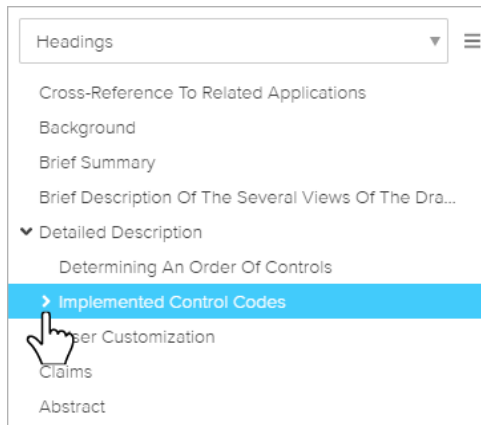 Headings
Cross-Reference To Related Applications
Background
Brief Summary
Brief Description Of The Several Views Of The Dra...
Detailed Description
Determining An Order Of Controls
Implemented Control Codes
User Customization
Claims
Abstract